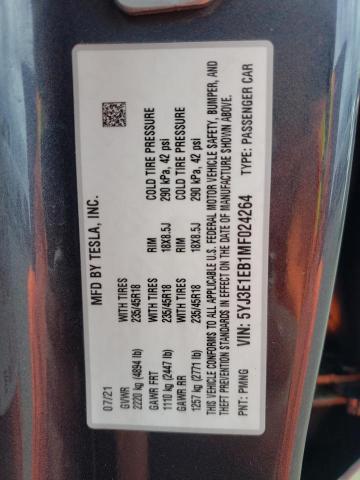 MFD BY TESLA, INC.
07/21
GVWR WITH TIRES RIM COLD TIRE PRESSURE
2220 kg (4894 lb) 235/45R18 18X8.5J 290 kPa, 42 psi
GAWR FRT WITH TIRES RIM COLD TIRE PRESSURE
1110 kg (2447 lb) 235/45R18 18X8.5J 290 kPa, 42 psi
GAWR RR
1257 kg (2771 lb)
THIS VEHICLE CONFORMS TO ALL APPLICABLE U.S. FEDERAL MOTOR VEHICLE SAFETY, BUMPER, AND
THEFT PREVENTION STANDARDS IN EFFECT ON THE DATE OF MANUFACTURE SHOWN ABOVE.
VIN: 5YJ3E1EB1MF024264
PNT: PMNG TYPE: PASSENGER CAR